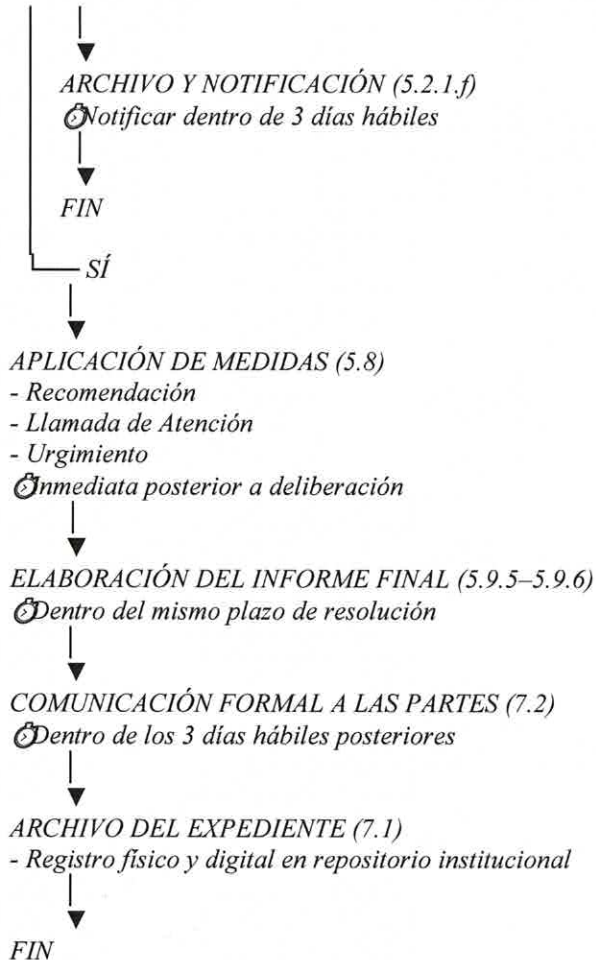 ARCHIVO Y NOTIFICACIÓN (5.2.1.f)
Notificar dentro de 3 días hábiles
FIN
SÍ
APLICACIÓN DE MEDIDAS (5.8)
- Recomendación
- Llamada de Atención
- Urgimiento
Inmediata posterior a deliberación
ELABORACIÓN DEL INFORME FINAL (5.9.5–5.9.6)
Dentro del mismo plazo de resolución
COMUNICACIÓN FORMAL A LAS PARTES (7.2)
Dentro de los 3 días hábiles posteriores
ARCHIVO DEL EXPEDIENTE (7.1)
- Registro físico y digital en repositorio institucional
FIN